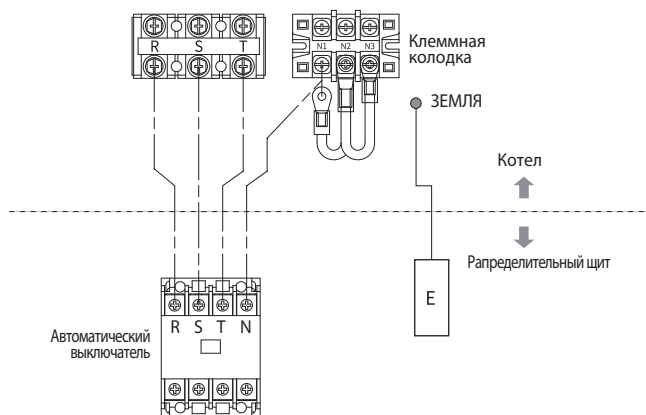 R S T
N1 N2 N3
Клеммная
колодка
ЗЕМЛЯ
Котел
Рапределительный щит
E
R S T N
Автоматический
выключатель